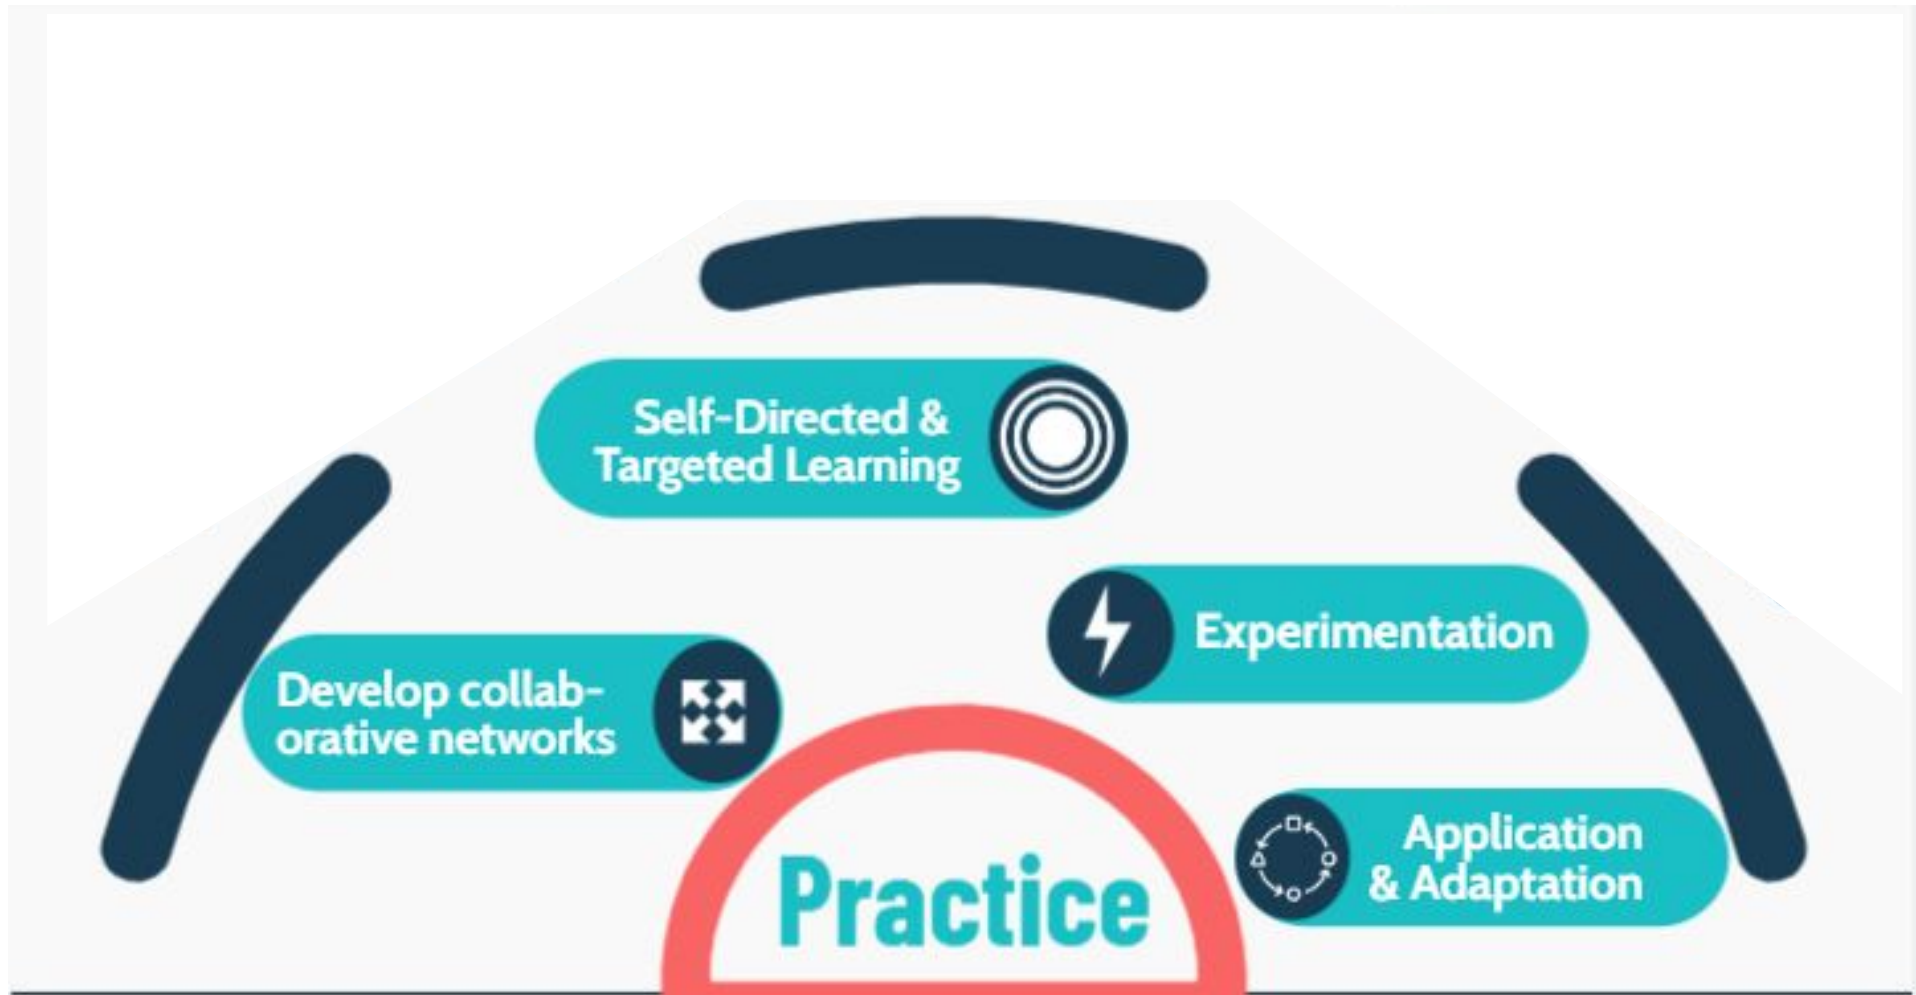 Self-Directed &
Targeted Learning
Experimentation
Develop collab-
orative networks
Application
& Adaptation
Practice